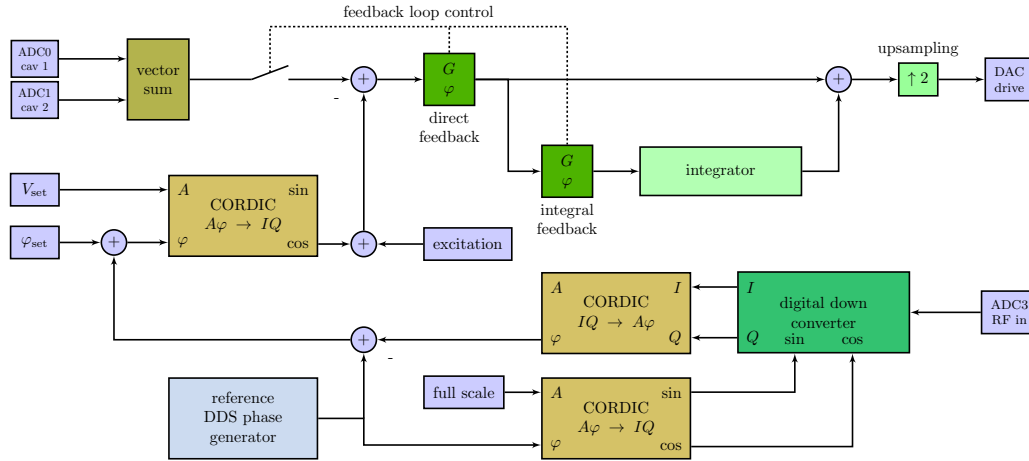 feedback loop control
ADC0
cav 1
ADC1
cav 2
vector
sum
+
-
G
φ
direct
feedback
+
upsampling
↑ 2
DAC
drive
G
φ
integral
feedback
integrator
V_set
φ_set
+
A
sin
CORDIC
Aφ → IQ
φ
cos
+
excitation
A
I
CORDIC
IQ → Aφ
φ
Q
I
digital down
converter
Q
sin
cos
ADC3
RF in
+
-
reference
DDS phase
generator
full scale
A
sin
CORDIC
Aφ → IQ
φ
cos